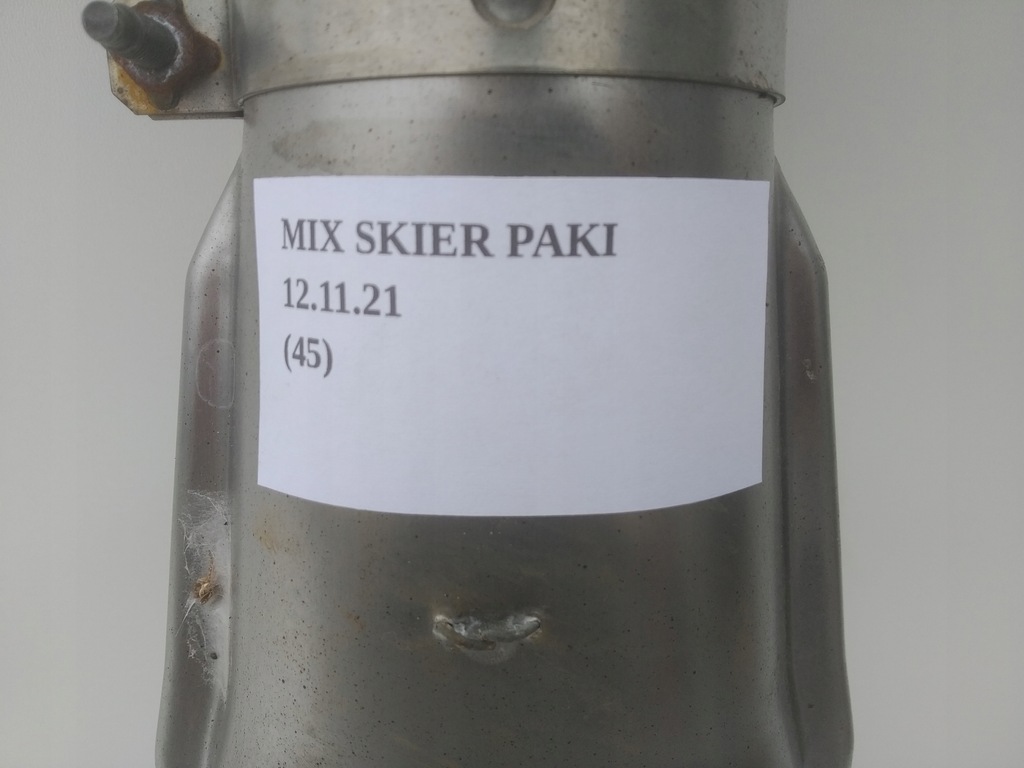 MIX SKIER PAKI
12.11.21
(45)